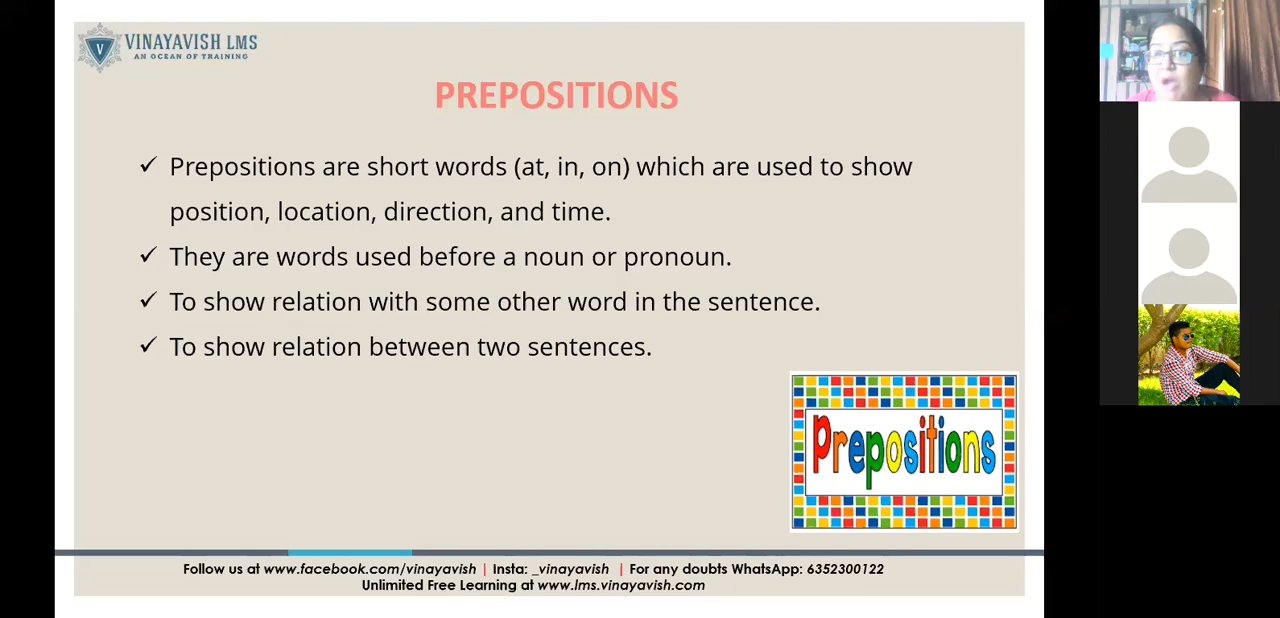 VINAYAVISH LMS
AN OCEAN OF TRAINING
PREPOSITIONS
✓ Prepositions are short words (at, in, on) which are used to show
position, location, direction, and time.
✓ They are words used before a noun or pronoun.
✓ To show relation with some other word in the sentence.
✓ To show relation between two sentences.
Prepositions
Follow us at www.facebook.com/vinayavish | Insta: _vinayavish | For any doubts WhatsApp: 6352300122
Unlimited Free Learning at www.lms.vinayavish.com